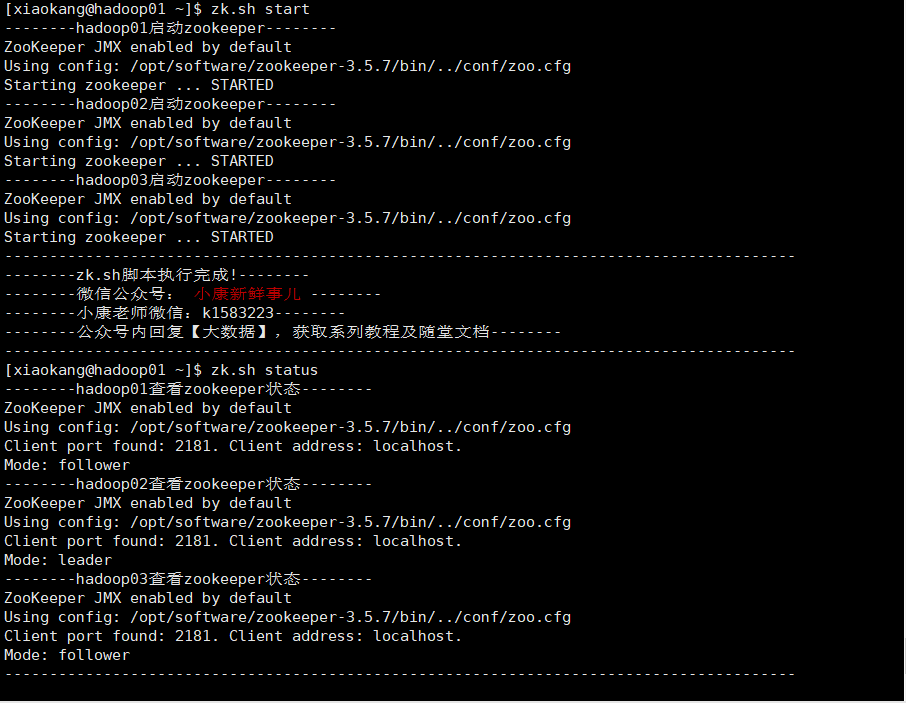 [xiaokang@hadoop01 ~]$ zk.sh start
--------hadoop01启动zookeeper--------
ZooKeeper JMX enabled by default
Using config: /opt/software/zookeeper-3.5.7/bin/../conf/zoo.cfg
Starting zookeeper ... STARTED
--------hadoop02启动zookeeper--------
ZooKeeper JMX enabled by default
Using config: /opt/software/zookeeper-3.5.7/bin/../conf/zoo.cfg
Starting zookeeper ... STARTED
--------hadoop03启动zookeeper--------
ZooKeeper JMX enabled by default
Using config: /opt/software/zookeeper-3.5.7/bin/../conf/zoo.cfg
Starting zookeeper ... STARTED
----------------------------------------------------------------------------------------
--------zk.sh脚本执行完成!--------
--------微信公众号： 小康新鲜事儿 --------
--------小康老师微信：k1583223--------
--------公众号内回复【大数据】，获取系列教程及随堂文档--------
----------------------------------------------------------------------------------------
[xiaokang@hadoop01 ~]$ zk.sh status
--------hadoop01查看zookeeper状态--------
ZooKeeper JMX enabled by default
Using config: /opt/software/zookeeper-3.5.7/bin/../conf/zoo.cfg
Client port found: 2181. Client address: localhost.
Mode: follower
--------hadoop02查看zookeeper状态--------
ZooKeeper JMX enabled by default
Using config: /opt/software/zookeeper-3.5.7/bin/../conf/zoo.cfg
Client port found: 2181. Client address: localhost.
Mode: leader
--------hadoop03查看zookeeper状态--------
ZooKeeper JMX enabled by default
Using config: /opt/software/zookeeper-3.5.7/bin/../conf/zoo.cfg
Client port found: 2181. Client address: localhost.
Mode: follower
----------------------------------------------------------------------------------------